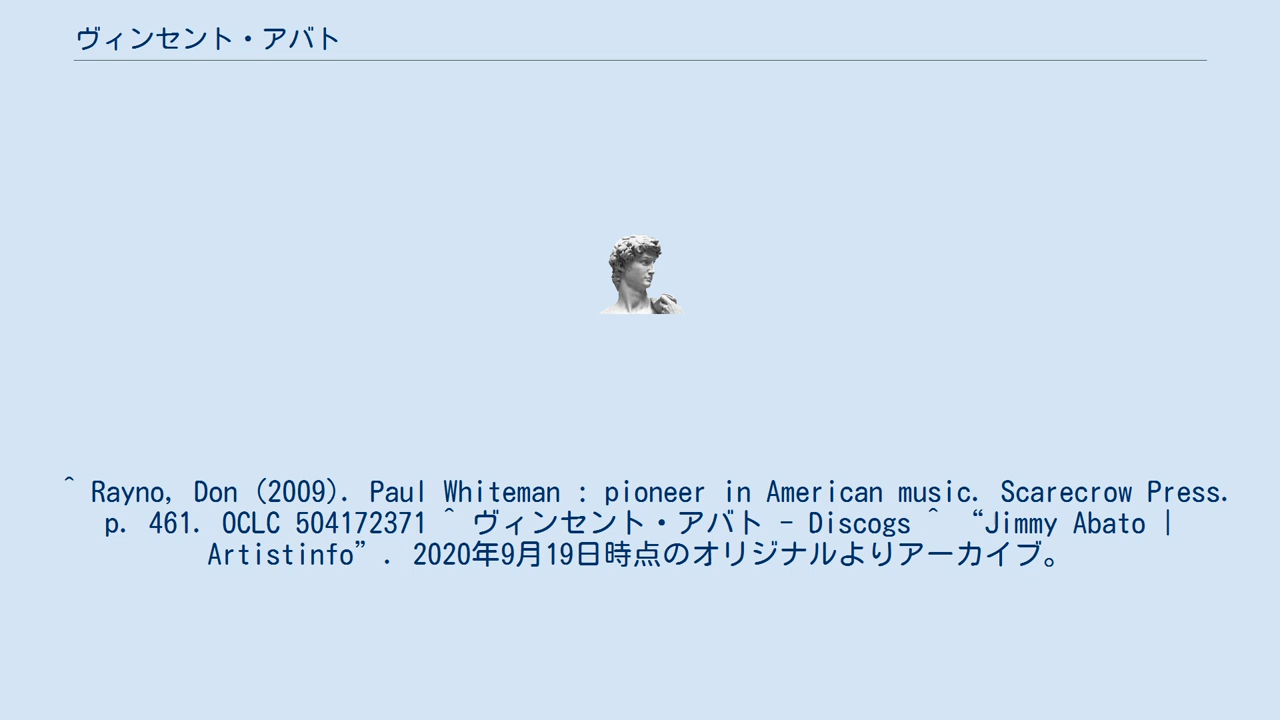 ヴィンセント・アバト
^ Rayno, Don (2009). Paul Whiteman : pioneer in American music. Scarecrow Press.
p. 461. OCLC 504172371 ^ ヴィンセント・アバト - Discogs ^ “Jimmy Abato |
Artistinfo”. 2020年9月19日時点のオリジナルよりアーカイブ。